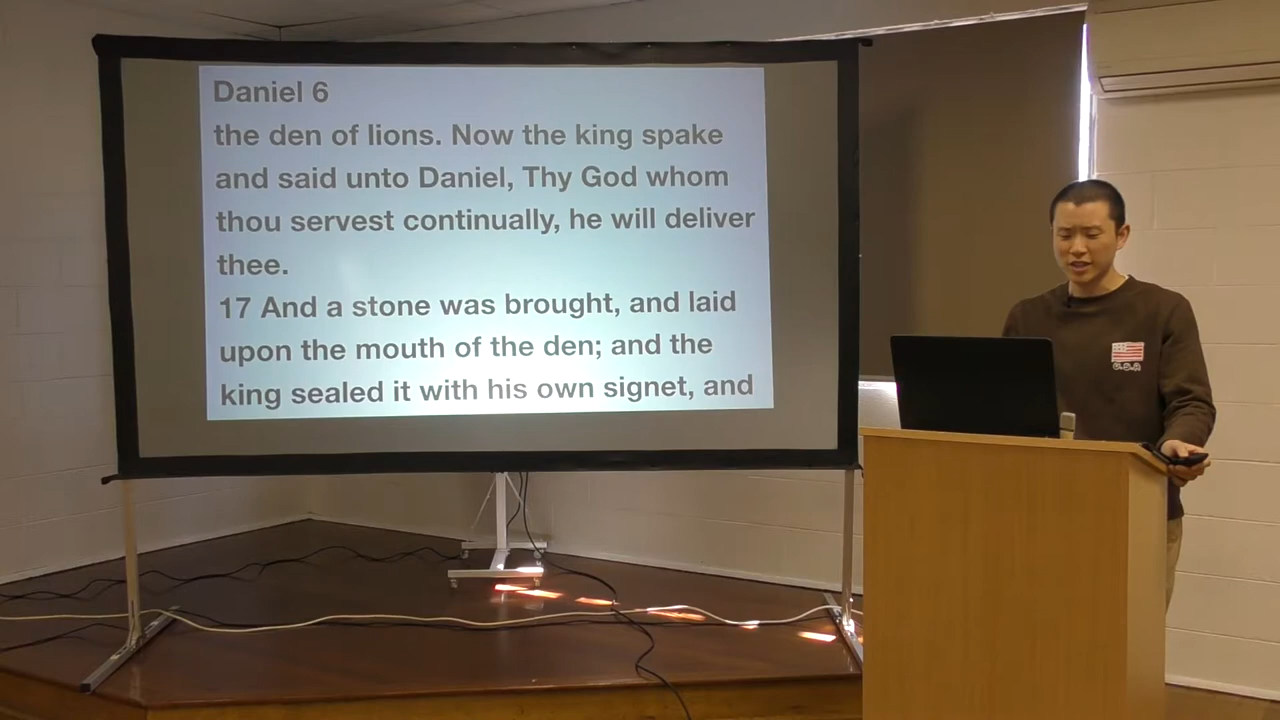 Daniel 6
the den of lions. Now the king spake
and said unto Daniel, Thy God whom
thou servest continually, he will deliver
thee.
17 And a stone was brought, and laid
upon the mouth of the den; and the
king sealed it with his own signet, and
U.S.A